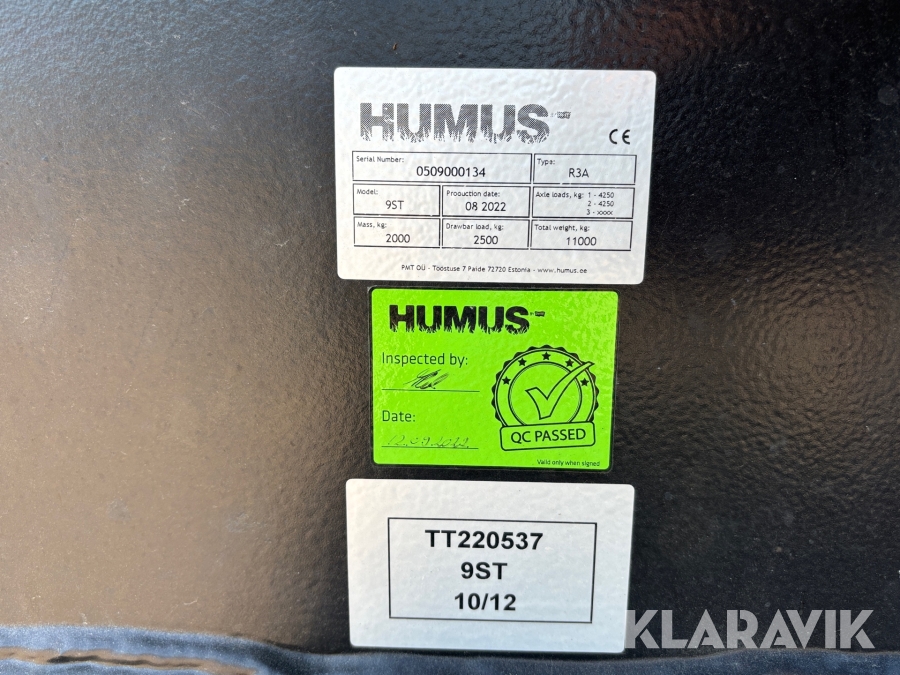 HUMUS
CE
Serial Number: 0509000134
Type: R3A
Model: 9ST
Production date: 08 2022
Axle loads, kg: 1 - 4250
2 - 4250
3 - xxxx
Mass, kg: 2000
Drawbar load, kg: 2500
Total weight, kg: 11000
PMT OÜ - Tööstuse 7 Paide 72720 Estonia - www.humus.ee
HUMUS
Inspected by:
Date:
QC PASSED
Valid only when signed
TT220537
9ST
10/12
KLARAVIK